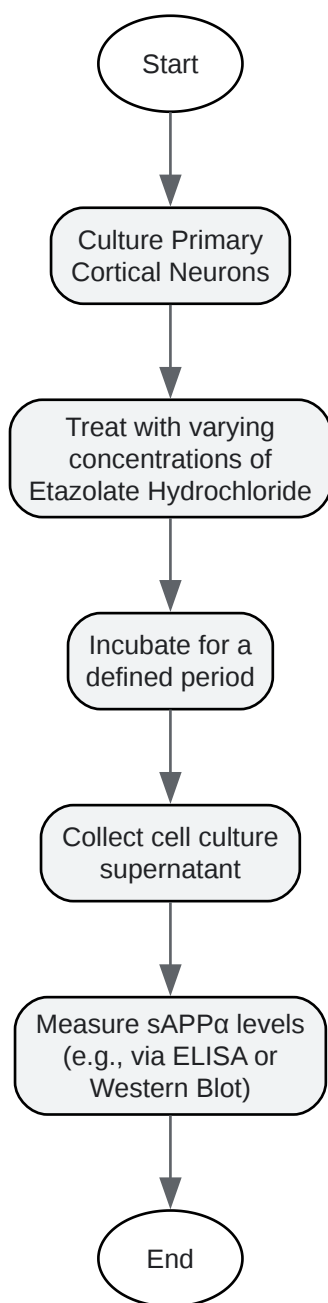 Start
Culture Primary
Cortical Neurons
Treat with varying
concentrations of
Etazolate Hydrochloride
Incubate for a
defined period
Collect cell culture
supernatant
Measure sAPPα levels
(e.g., via ELISA or
Western Blot)
End